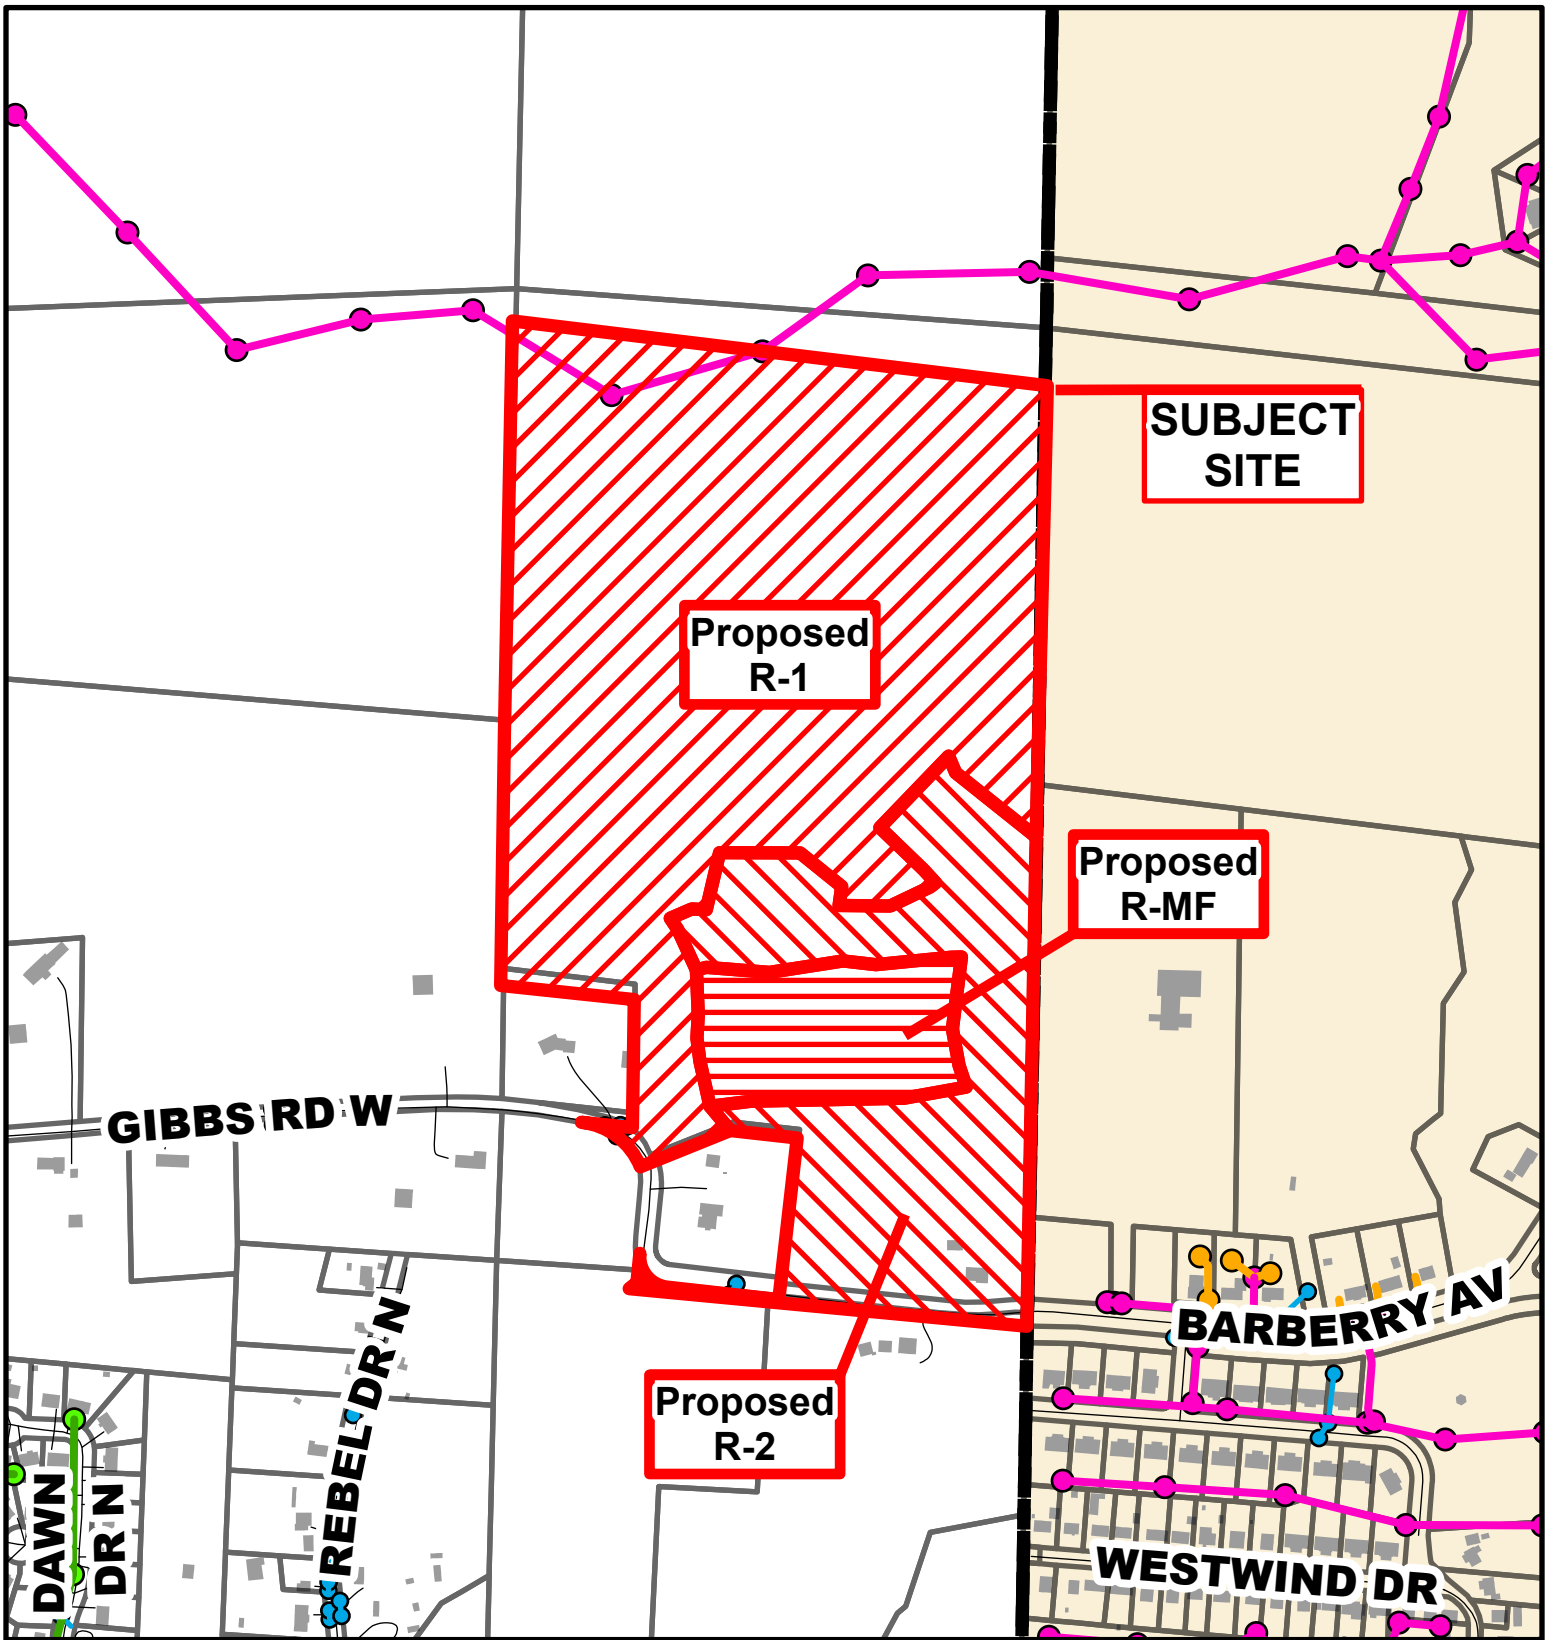 SUBJECT
SITE
Proposed
R-1
Proposed
R-MF
GIBBS RD W
BARBERRY AV
REBEL DR N
Proposed
R-2
DAWN
DR N
WESTWIND DR